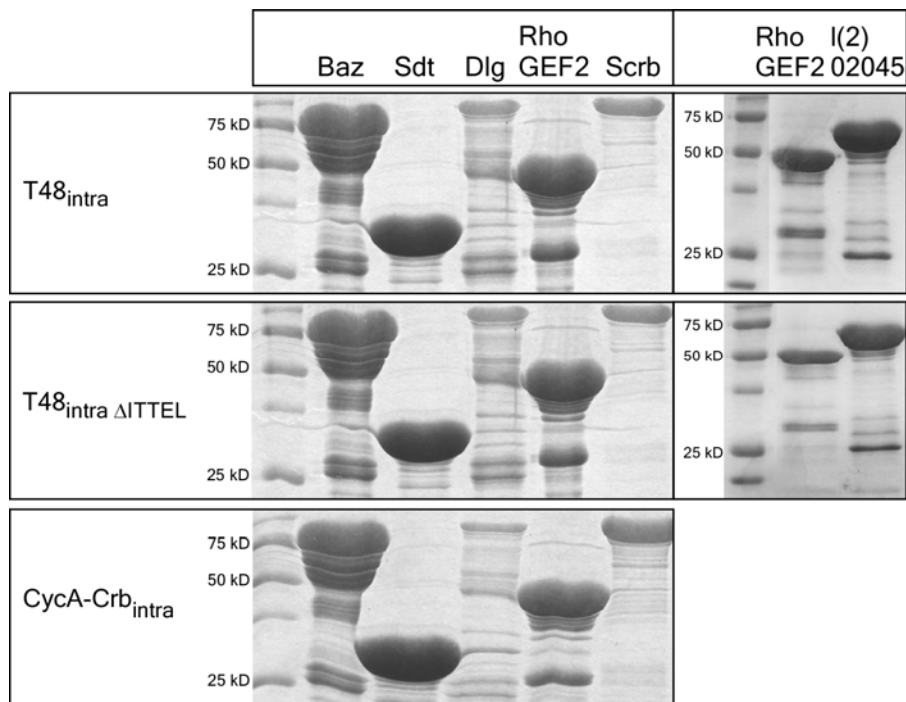 Rho Rho l(2)
Baz Sdt Dlg GEF2 Scrb GEF2 02045
75 kD 75 kD
50 kD 50 kD
T48intra
25 kD 25 kD
75 kD 75 kD
50 kD 50 kD
T48intra ΔITTEL
25 kD 25 kD
75 kD
50 kD
CycA-Crbintra
25 kD